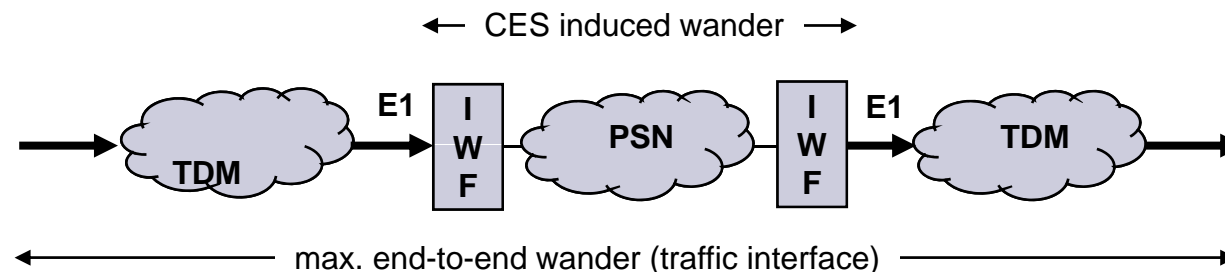 CES induced wander
TDM
E1
I
W
F
PSN
I
W
F
E1
TDM
max. end-to-end wander (traffic interface)